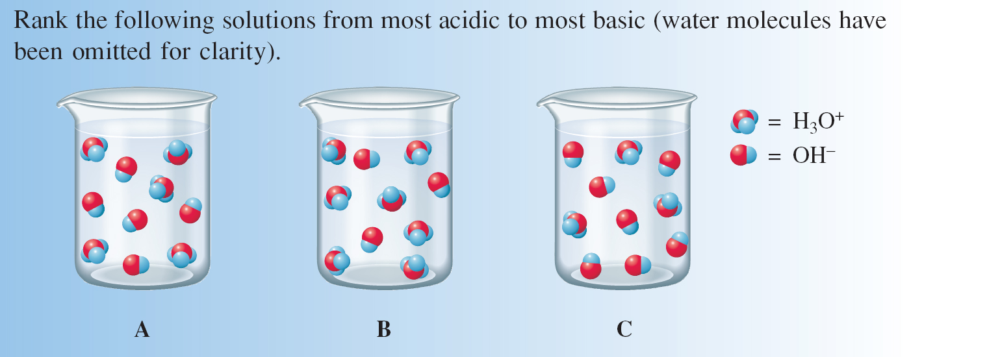 Rank the following solutions from most acidic to most basic (water molecules have
been omitted for clarity).
= H₃O⁺
= OH⁻
A B C